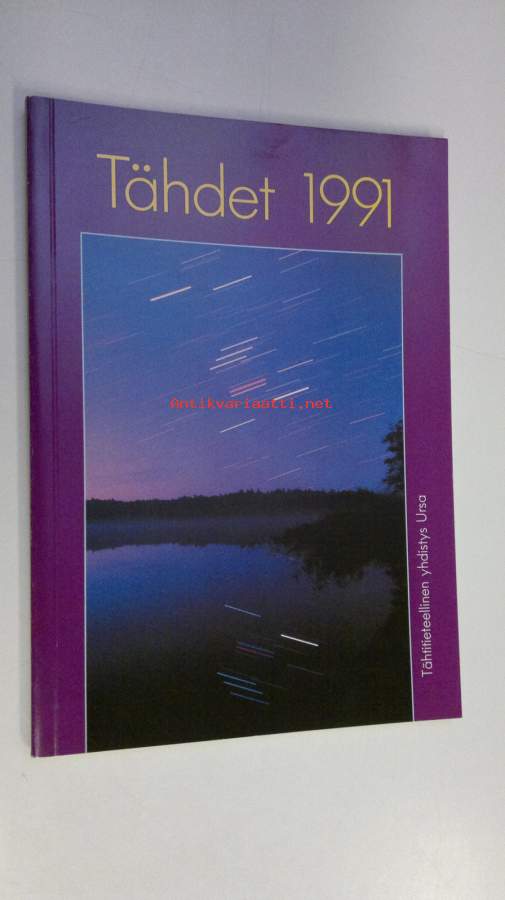 Tähdet 1991
Antikvariaatti.net
Tähtitieteellinen yhdistys Ursa